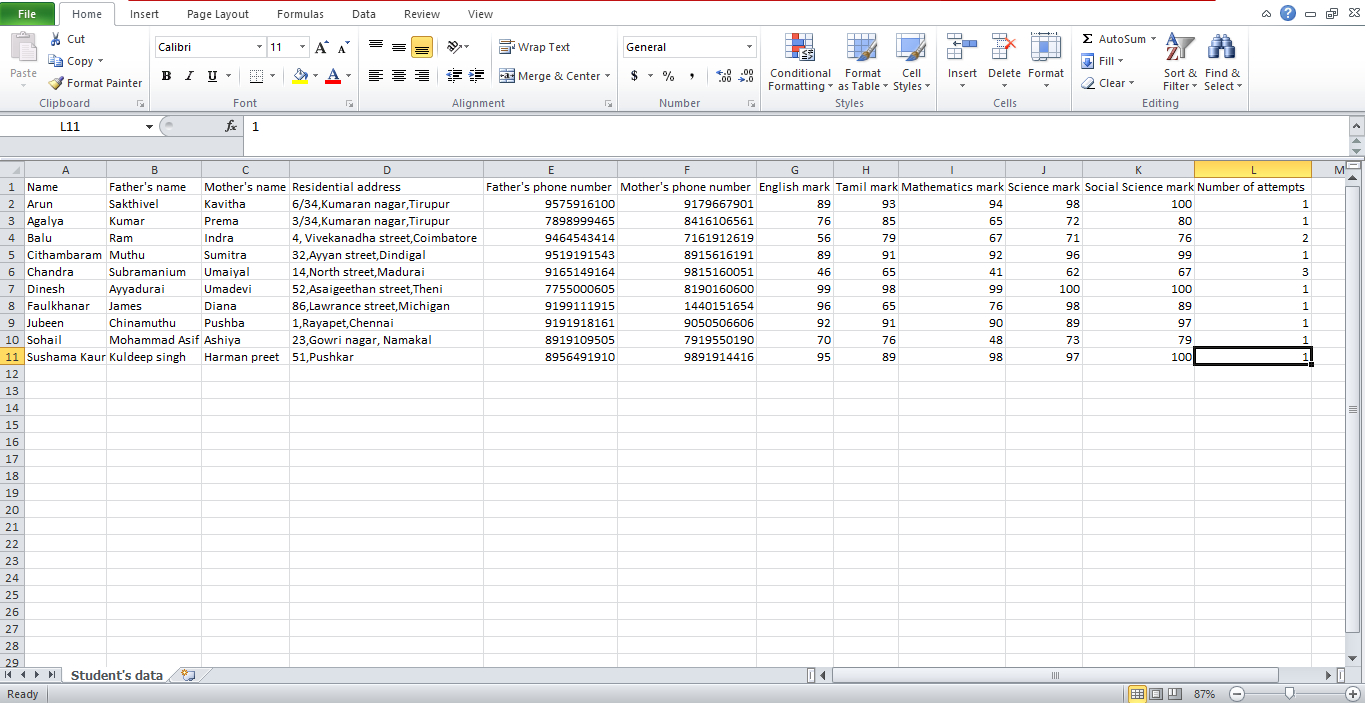 File Home Insert Page Layout Formulas Data Review View
Paste Cut Copy Format Painter Clipboard
Calibri 11 B I U Font
Wrap Text Merge & Center Alignment
General $ % , Number
Conditional Formatting Format as Table Cell Styles Styles
Insert Delete Format Cells
Σ AutoSum Fill Clear Sort & Filter Find & Select Editing
L11 fx 1
A B C D E F G H I J K L M
1 Name Father's name Mother's name Residential address Father's phone number Mother's phone number English mark Tamil mark Mathematics mark Science mark Social Science mark Number of attempts
2 Arun Sakthivel Kavitha 6/34,Kumaran nagar,Tirupur 9575916100 9179667901 89 93 94 98 100 1
3 Agalya Kumar Prema 3/34,Kumaran nagar,Tirupur 7898999465 8416106561 76 85 65 72 80 1
4 Balu Ram Indra 4, Vivekanadha street,Coimbatore 9464543414 7161912619 56 79 67 71 76 2
5 Cithambaram Muthu Sumitra 32,Ayyan street,Dindigal 9519191543 8915616191 89 91 92 96 99 1
6 Chandra Subramanium Umaiyal 14,North street,Madurai 9165149164 9815160051 46 65 41 62 67 3
7 Dinesh Ayyadurai Umadevi 52,Asaigeethan street,Theni 7755000605 8190160600 99 98 99 100 100 1
8 Faulkhanar James Diana 86,Lawrance street,Michigan 9199111915 1440151654 96 65 76 98 89 1
9 Jubeen Chinamuthu Pushba 1,Rayapet,Chennai 9191918161 9050506606 92 91 90 89 97 1
10 Sohail Mohammad Asif Ashiya 23,Gowri nagar, Namakal 8919109505 7919550190 70 76 48 73 79 1
11 Sushama Kaur Kuldeep singh Harman preet 51,Pushkar 8956491910 9891914416 95 89 98 97 100 1
12
13
14
15
16
17
18
19
20
21
22
23
24
25
26
27
28
29
Student's data
Ready 87%